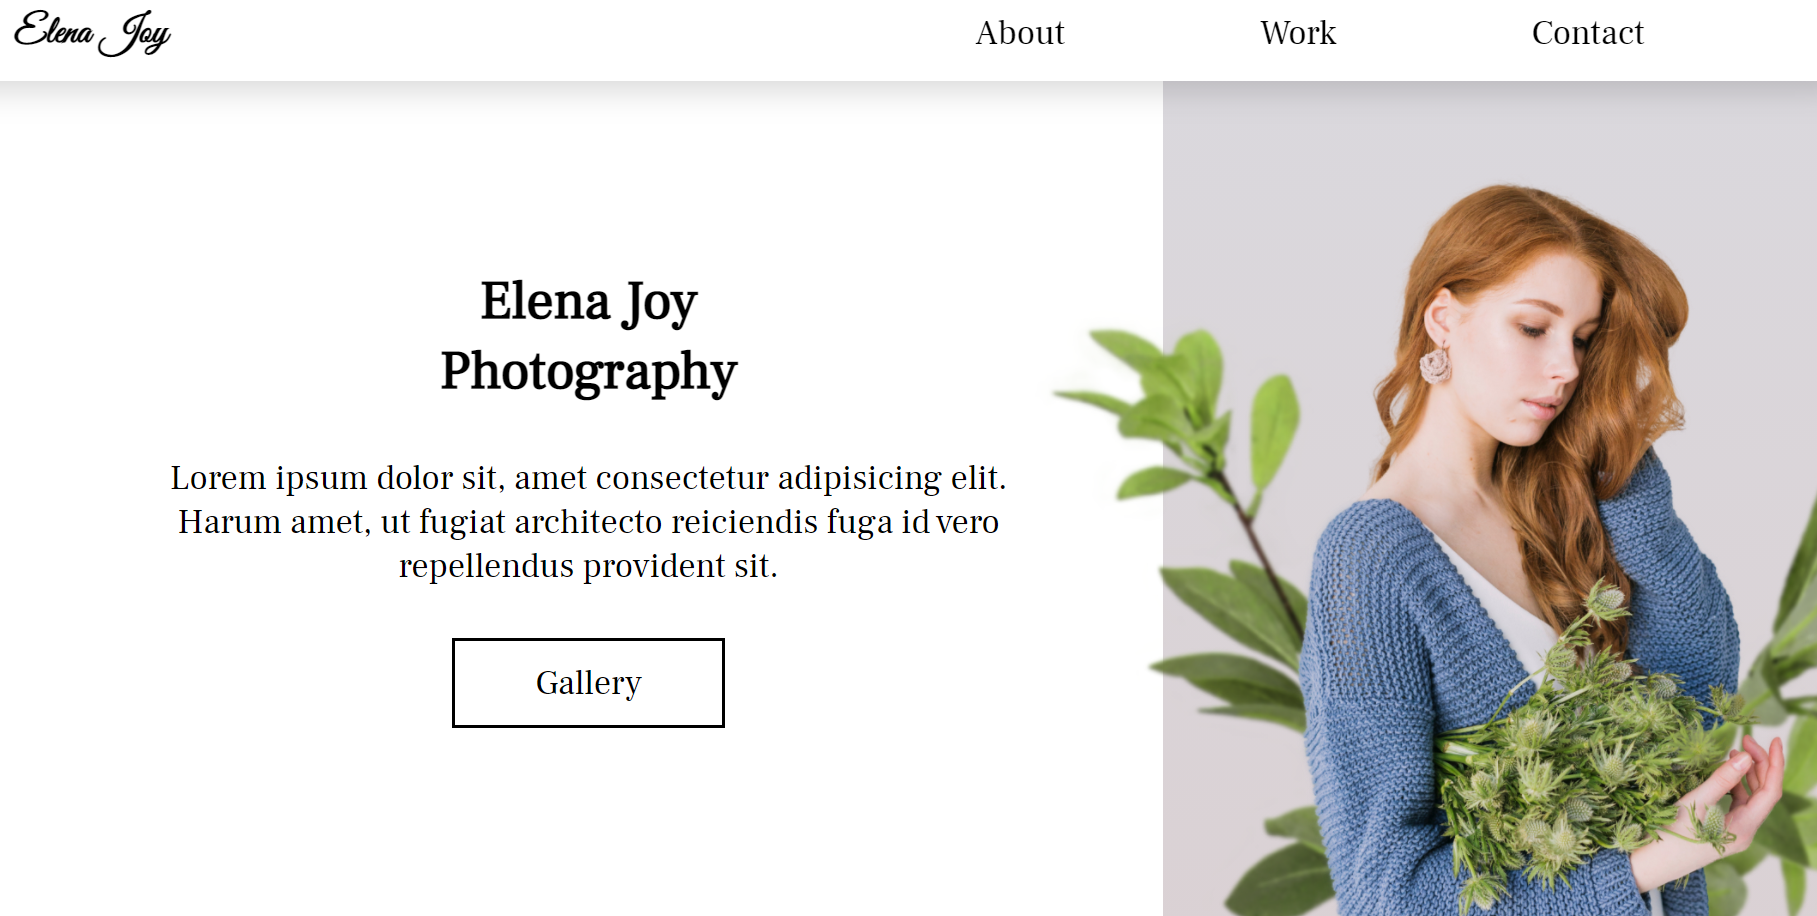 Elena Joy
About
Work
Contact
Elena Joy
Photography
Lorem ipsum dolor sit, amet consectetur adipisicing elit.
Harum amet, ut fugiat architecto reiciendis fuga id vero
repellendus provident sit.
Gallery